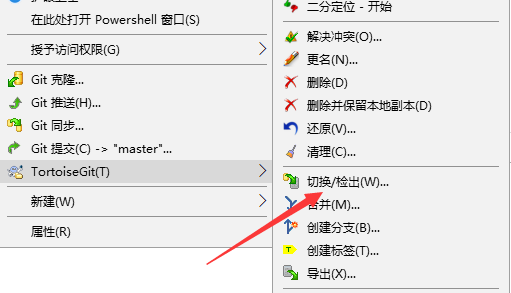 在此处打开 Powershell 窗口(S)
授予访问权限(G)
Git 克隆...
Git 推送(H)...
Git 同步...
Git 提交(C) -> "master"...
TortoiseGit(T)
新建(W)
属性(R)
二分定位 - 开始
解决冲突(O)...
更名(N)...
删除(D)
删除并保留本地副本(D)
还原(V)...
清理(C)...
切换/检出(W)...
合并(M)...
创建分支(B)...
创建标签(T)...
导出(X)...